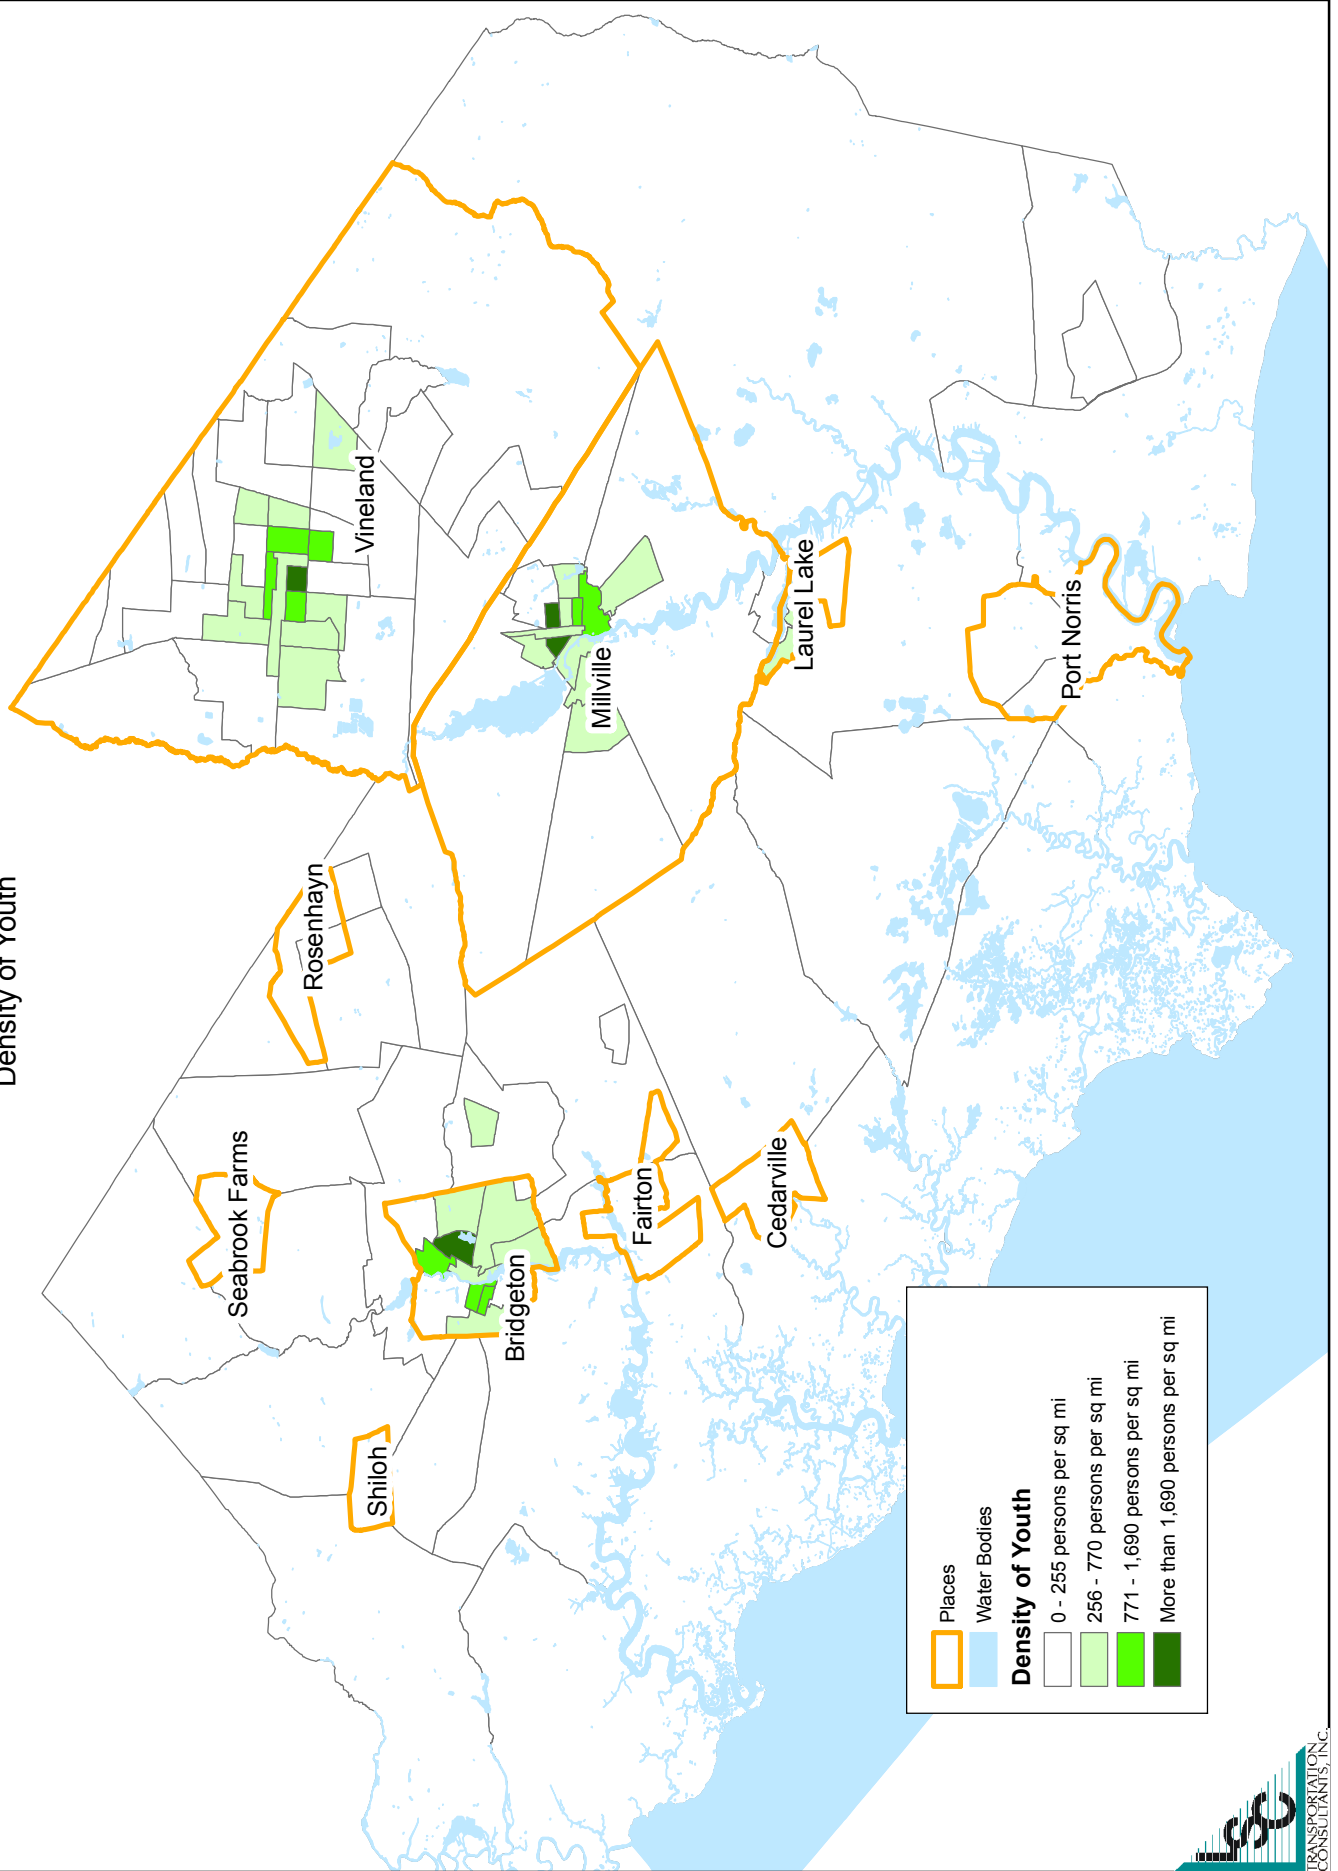 Density of Youth
Vineland
Rosenhayn
Seabrook Farms
Shiloh
Bridgeton
Millville
Fairton
Cedarville
Laurel Lake
Port Norris
Places
Water Bodies
Density of Youth
0 - 255 persons per sq mi
256 - 770 persons per sq mi
771 - 1,690 persons per sq mi
More than 1,690 persons per sq mi
LSC
TRANSPORTATION
CONSULTANTS, INC.